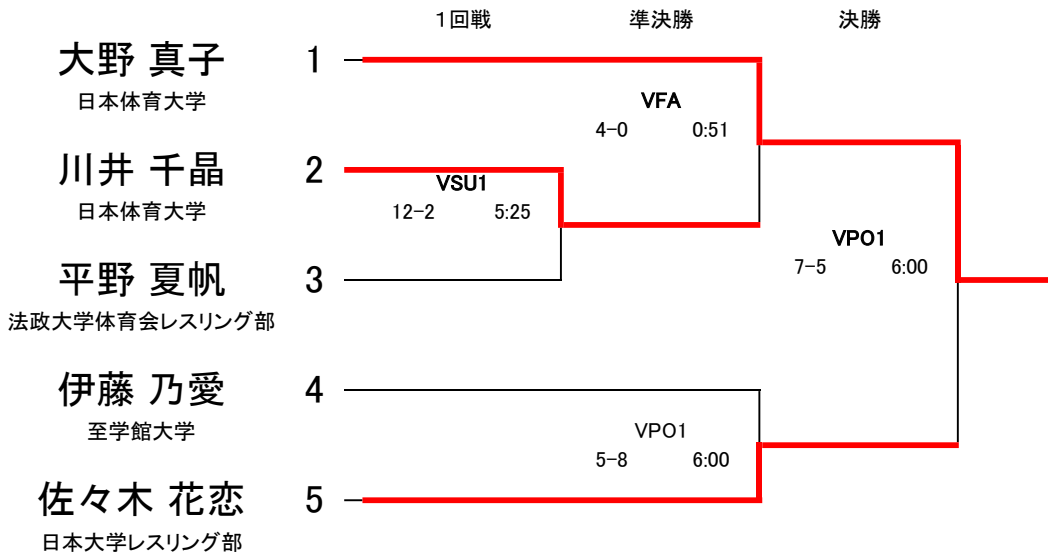 １回戦 準決勝 決勝
大野 真子 1
日本体育大学
VFA
4-0 0:51
川井 千晶 2
日本体育大学
VSU1
12-2 5:25
VPO1
7-5 6:00
平野 夏帆 3
法政大学体育会レスリング部
伊藤 乃愛 4
至学館大学
VPO1
5-8 6:00
佐々木 花恋 5
日本大学レスリング部